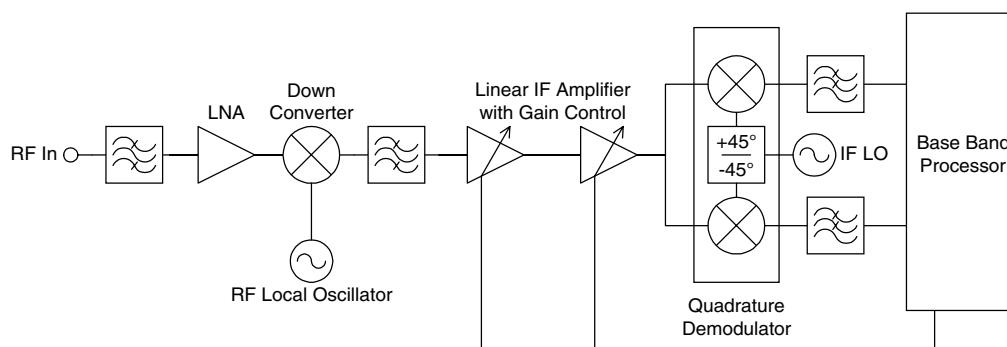 RF In
LNA
Down
Converter
Linear IF Amplifier
with Gain Control
+45°
-45°
IF LO
Base Band
Processor
RF Local Oscillator
Quadrature
Demodulator